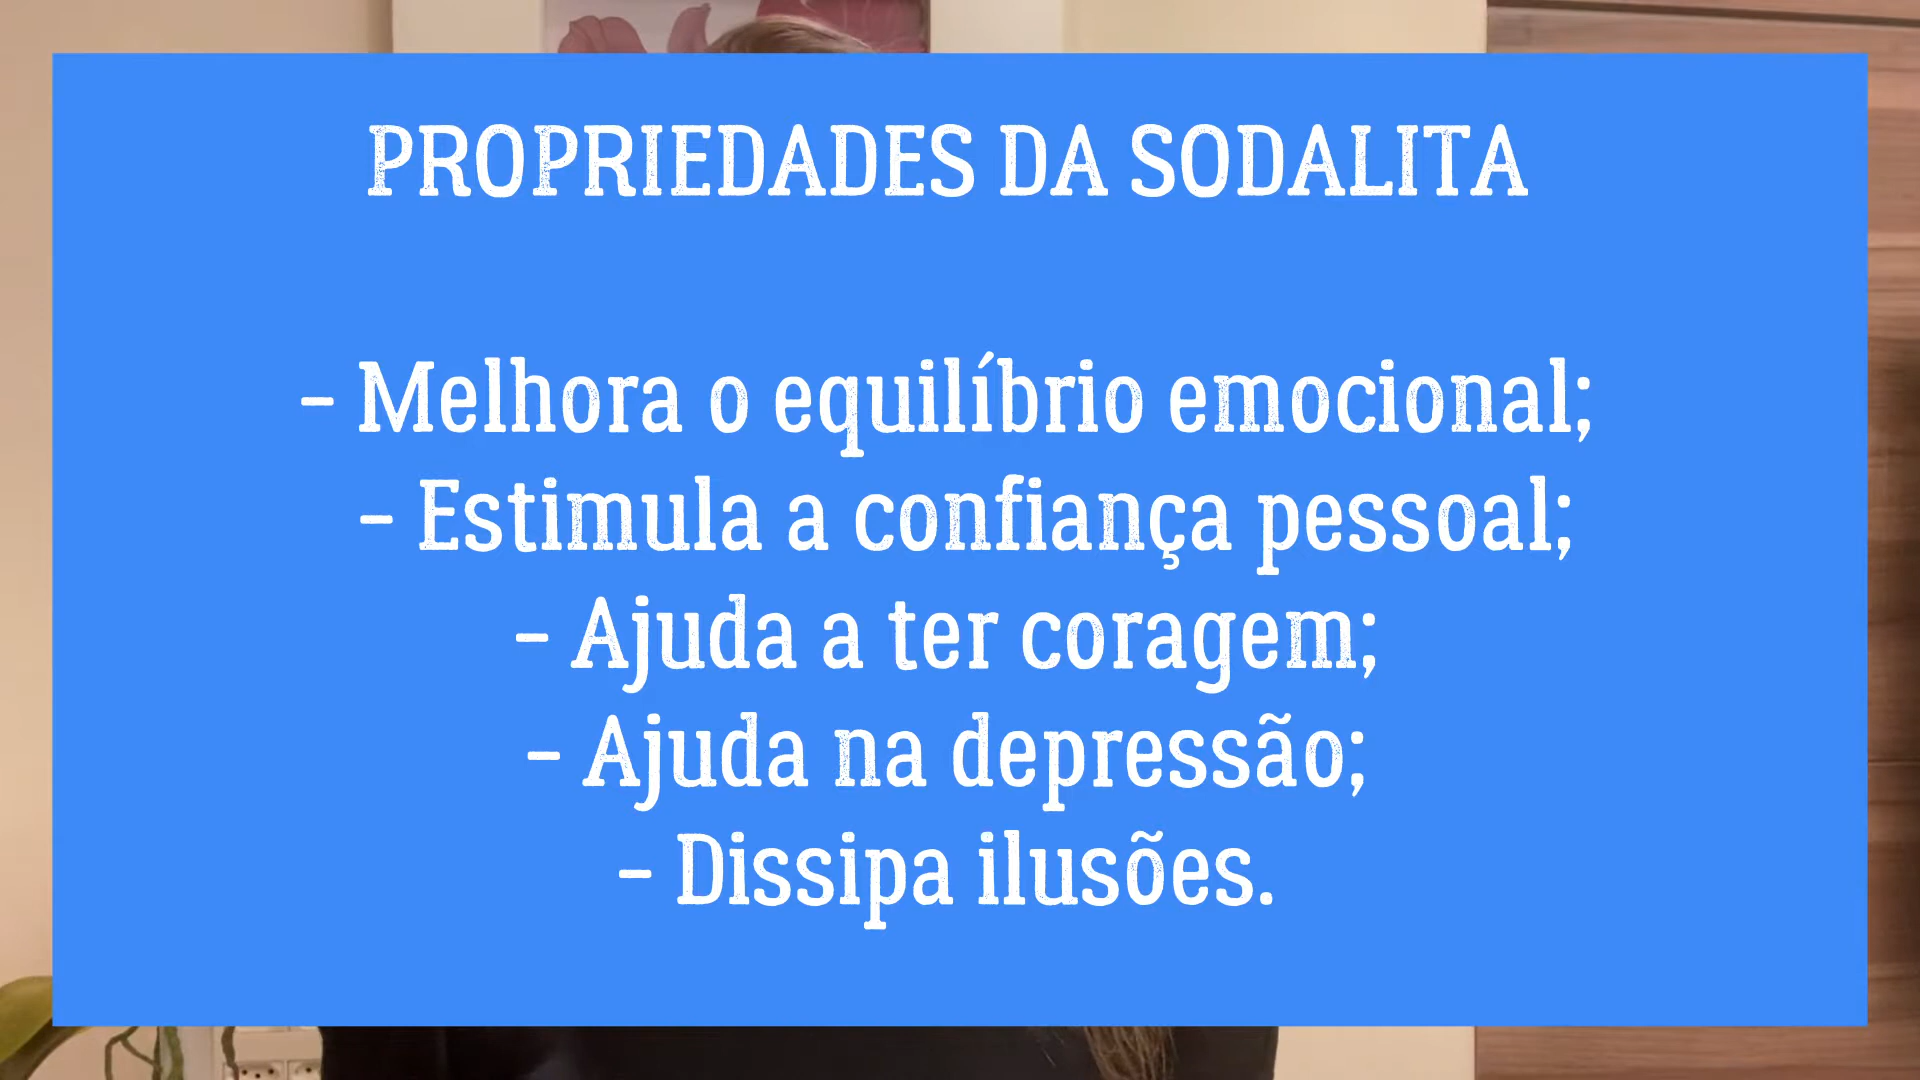 PROPRIEDADES DA SODALITA
- Melhora o equilíbrio emocional;
- Estimula a confiança pessoal;
- Ajuda a ter coragem;
- Ajuda na depressão;
- Dissipa ilusões.